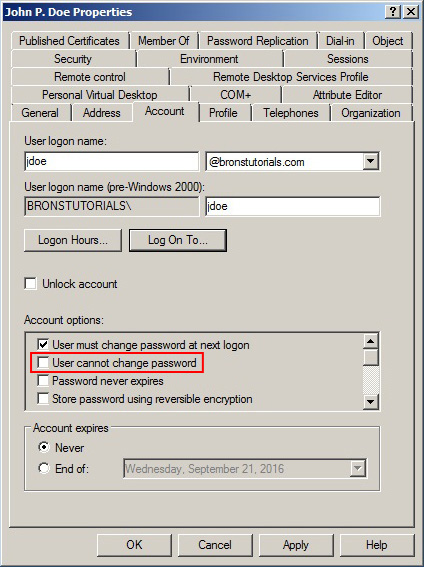 John P. Doe Properties
Published Certificates Member Of Password Replication Dial-in Object
Security Environment Sessions
Remote control Remote Desktop Services Profile
Personal Virtual Desktop COM+ Attribute Editor
General Address Account Profile Telephones Organization
User logon name:
jdoe @bronstutorials.com
User logon name (pre-Windows 2000):
BRONSTUTORIALS\ jdoe
Logon Hours... Log On To...
Unlock account
Account options:
User must change password at next logon
User cannot change password
Password never expires
Store password using reversible encryption
Account expires
Never
End of: Wednesday, September 21, 2016
OK Cancel Apply Help